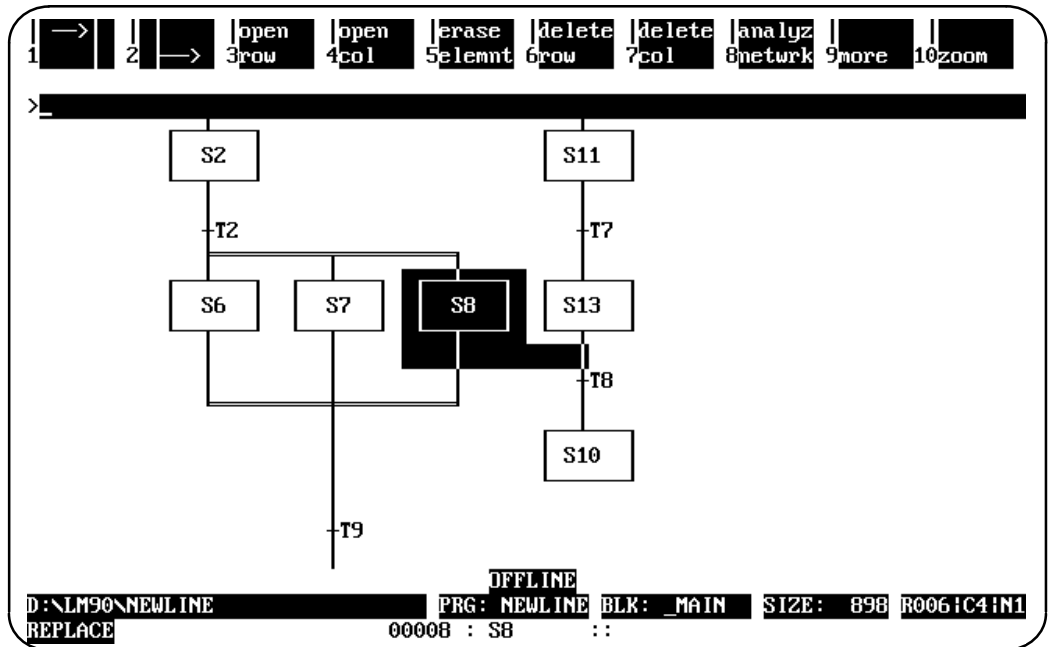 —> open open erase delete delete analyz
1 2 —> 3row 4col 5elemnt 6row 7col 8netwrk 9more 10zoom
>_
S2 S11
T2 T7
S6 S7 S8 S13
T8
S10
T9
OFFLINE
D:\LM90\NEWLINE PRG: NEWLINE BLK: _MAIN SIZE: 898 R006|C4|N1
REPLACE 00008 : S8 ::